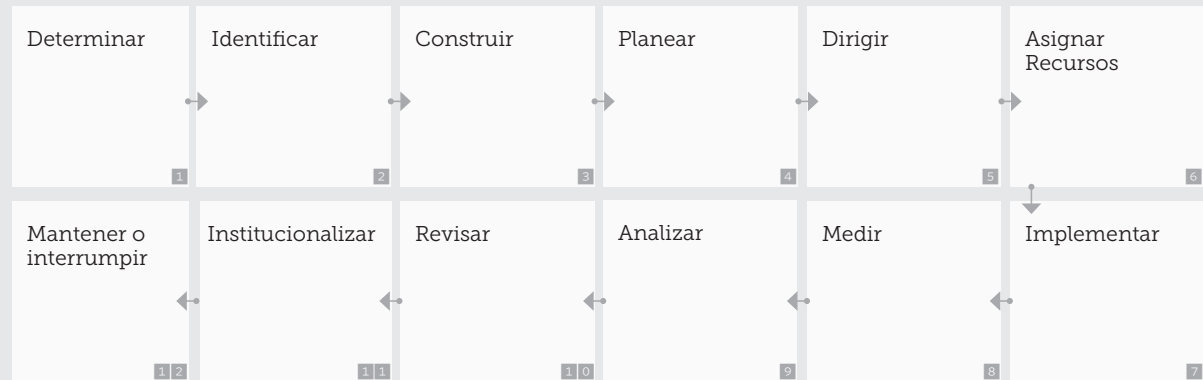 Determinar
1
Identificar
2
Construir
3
Planear
4
Dirigir
5
Asignar
Recursos
6
Implementar
7
Medir
8
Analizar
9
Revisar
10
Institucionalizar
11
Mantener o
interrumpir
12